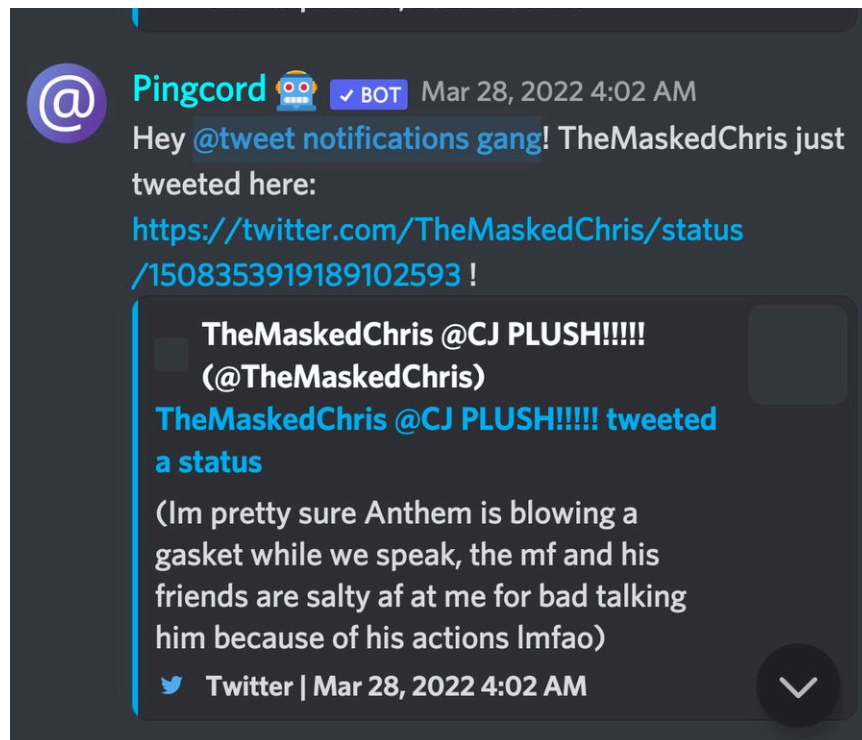 Pingcord 🤖 ✓ BOT Mar 28, 2022 4:02 AM
Hey @tweet notifications gang! TheMaskedChris just
tweeted here:
https://twitter.com/TheMaskedChris/status
/1508353919189102593 !
TheMaskedChris @CJ PLUSH!!!!!
(@TheMaskedChris)
TheMaskedChris @CJ PLUSH!!!!! tweeted
a status
(Im pretty sure Anthem is blowing a
gasket while we speak, the mf and his
friends are salty af at me for bad talking
him because of his actions lmfao)
Twitter | Mar 28, 2022 4:02 AM